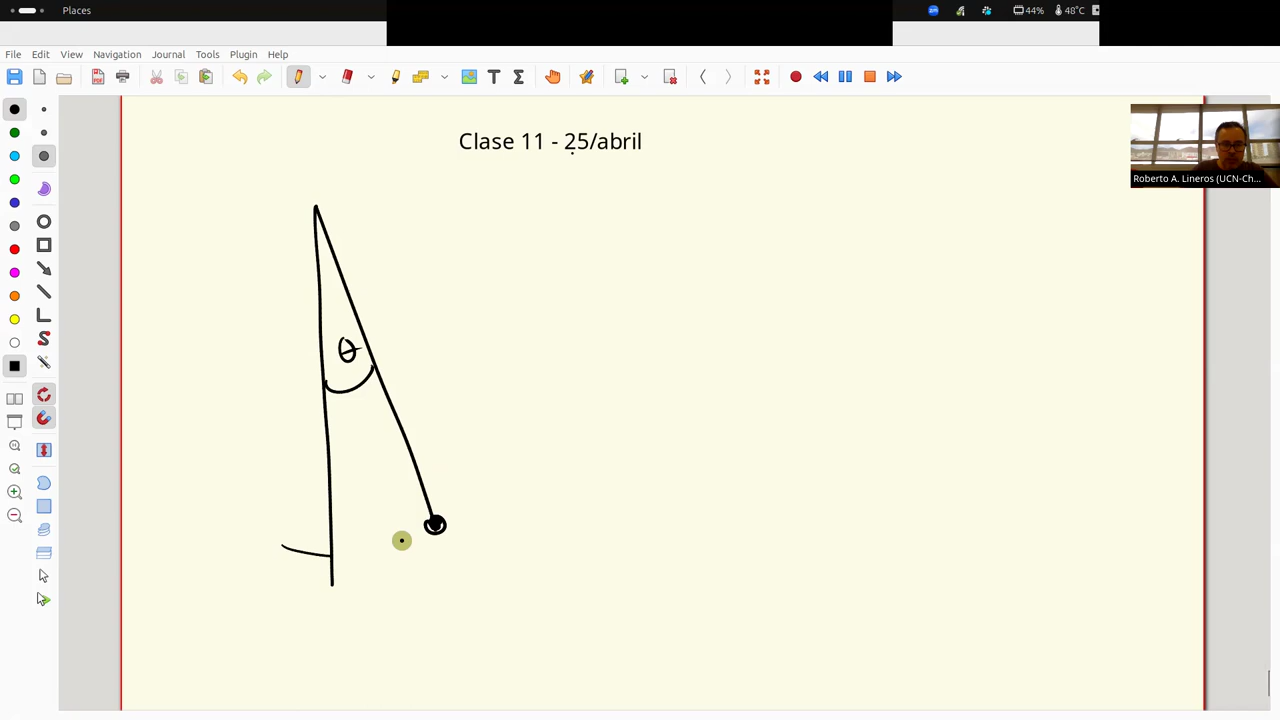 Places
44%
48°C
File Edit View Navigation Journal Tools Plugin Help
Clase 11 - 25/abril
Roberto A. Lineros (UCN-Ch...
θ